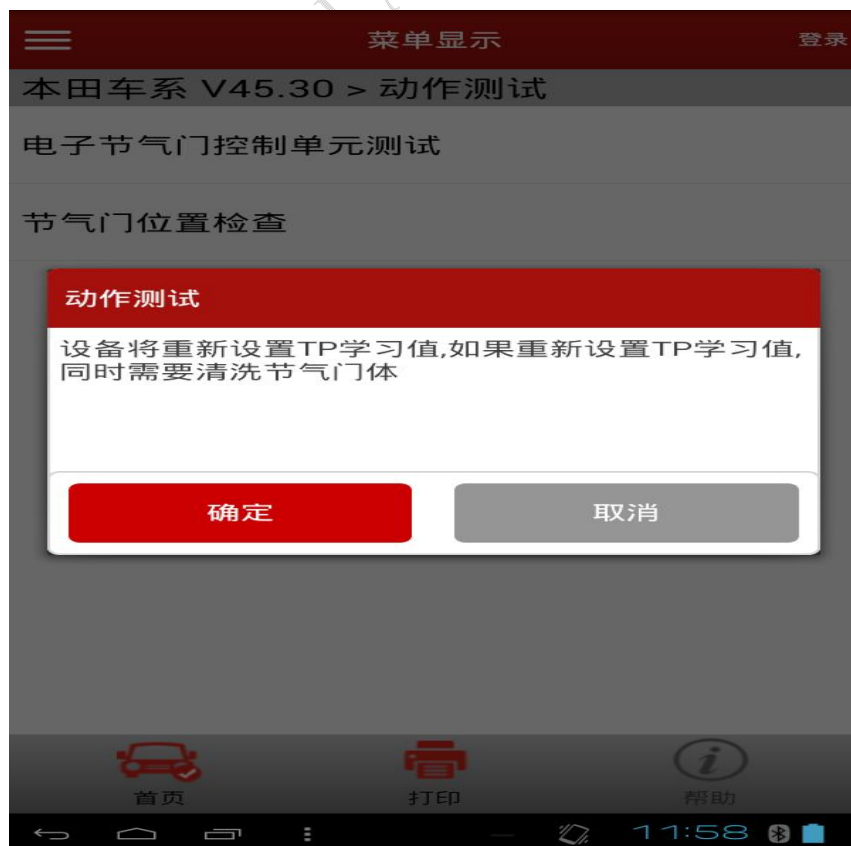 菜单显示
登录
本田车系 V45.30 > 动作测试
电子节气门控制单元测试
节气门位置检查
动作测试
设备将重新设置TP学习值,如果重新设置TP学习值,
同时需要清洗节气门体
确定
取消
首页
打印
帮助
11:58